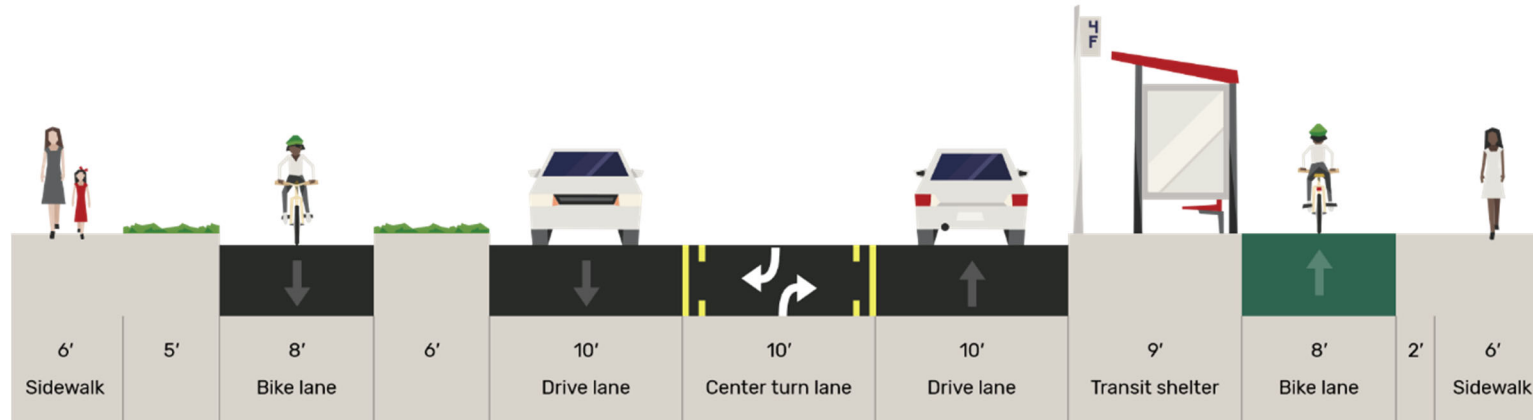 4
F
6′ 5′ 8′ 6′ 10′ 10′ 10′ 9′ 8′ 2′ 6′
Sidewalk Bike lane Drive lane Center turn lane Drive lane Transit shelter Bike lane Sidewalk